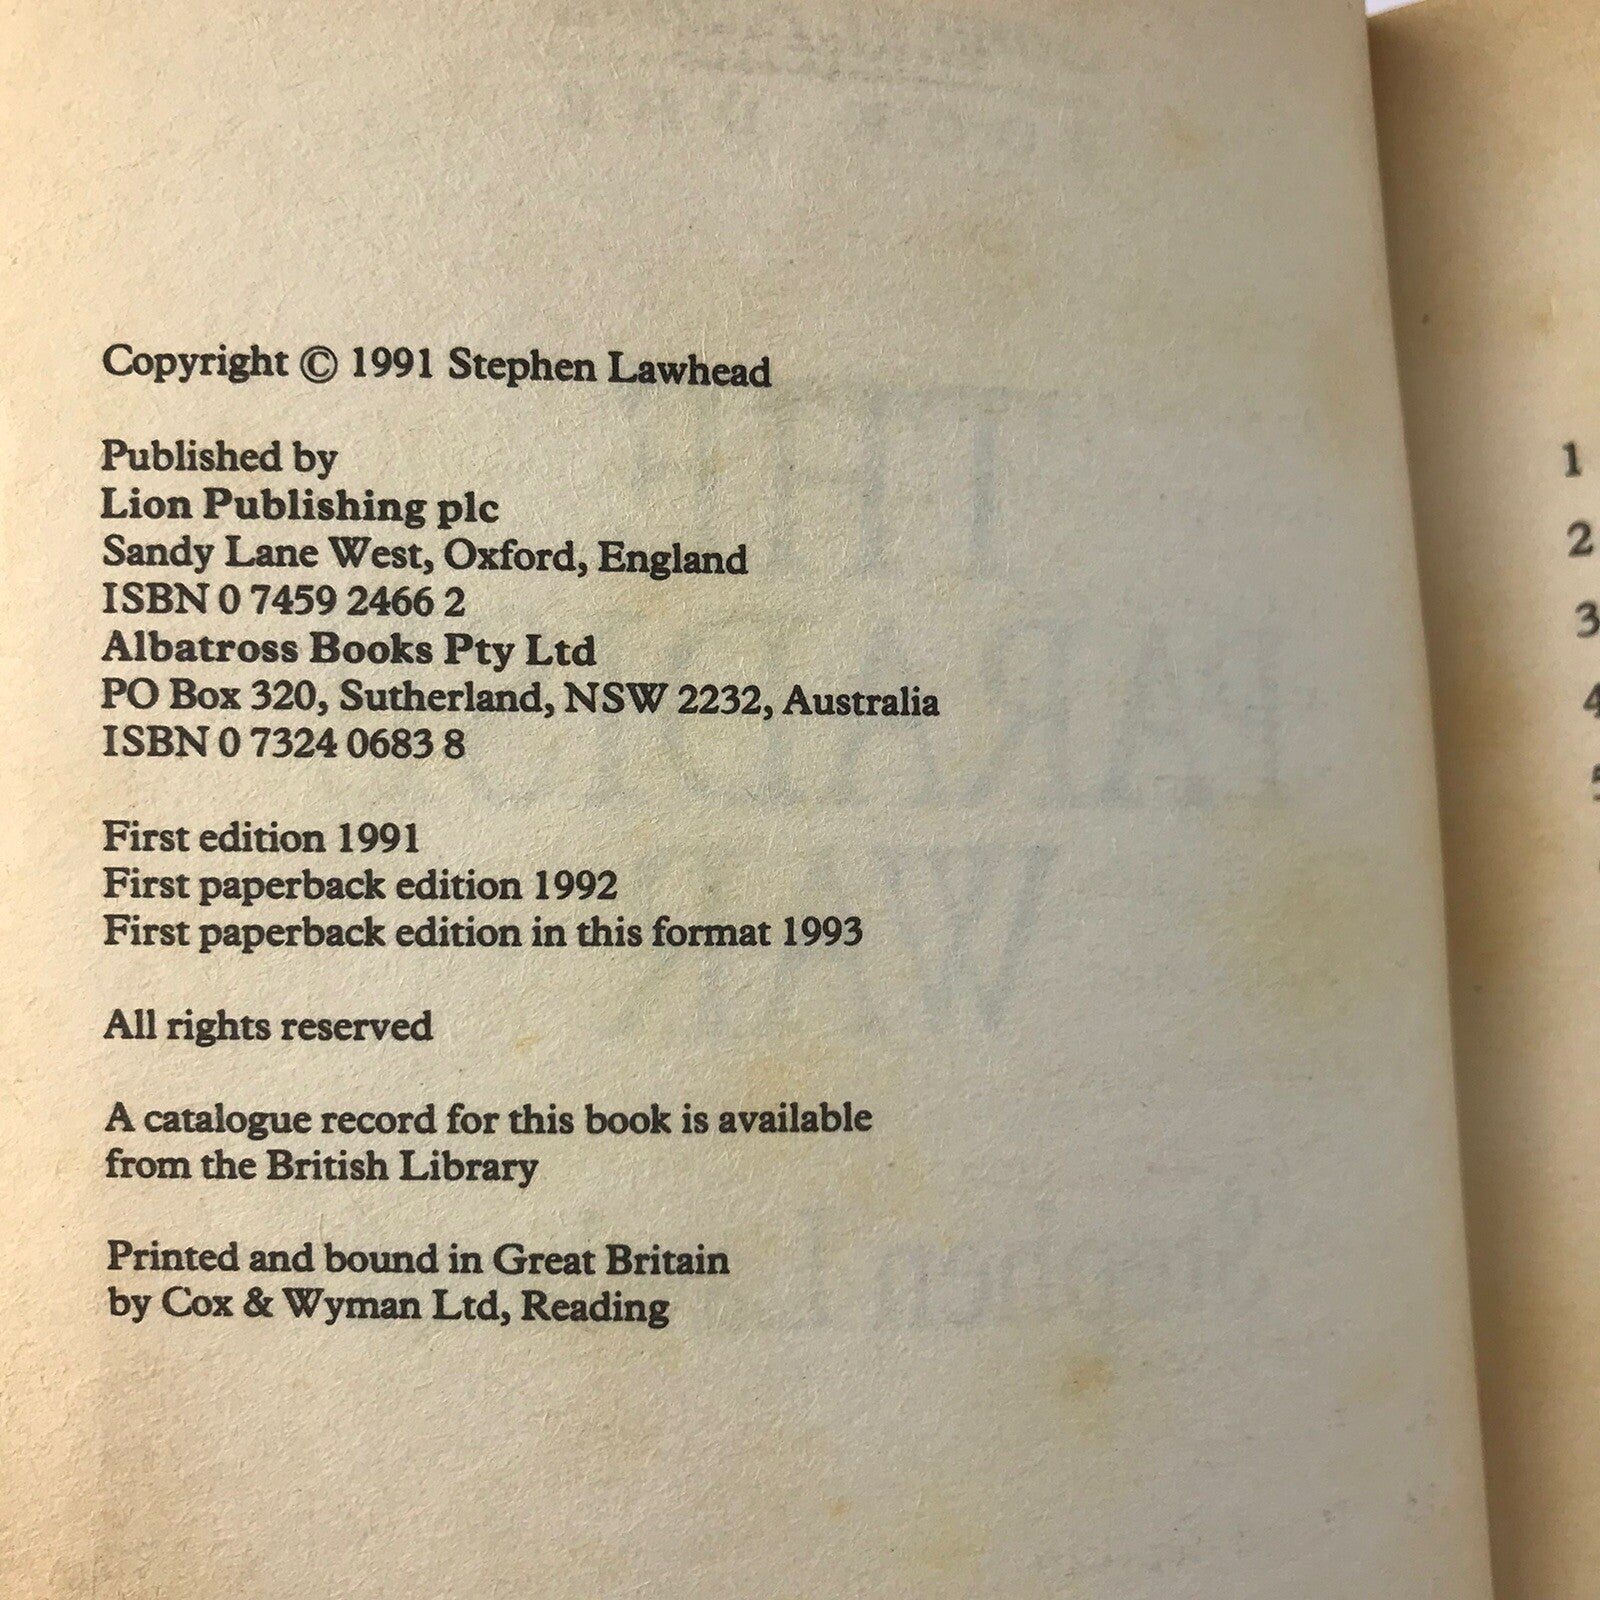 Copyright © 1991 Stephen Lawhead
Published by
Lion Publishing plc
Sandy Lane West, Oxford, England
ISBN 0 7459 2466 2
Albatross Books Pty Ltd
PO Box 320, Sutherland, NSW 2232, Australia
ISBN 0 7324 0683 8
First edition 1991
First paperback edition 1992
First paperback edition in this format 1993
All rights reserved
A catalogue record for this book is available
from the British Library
Printed and bound in Great Britain
by Cox & Wyman Ltd, Reading
1
2
3
4
5